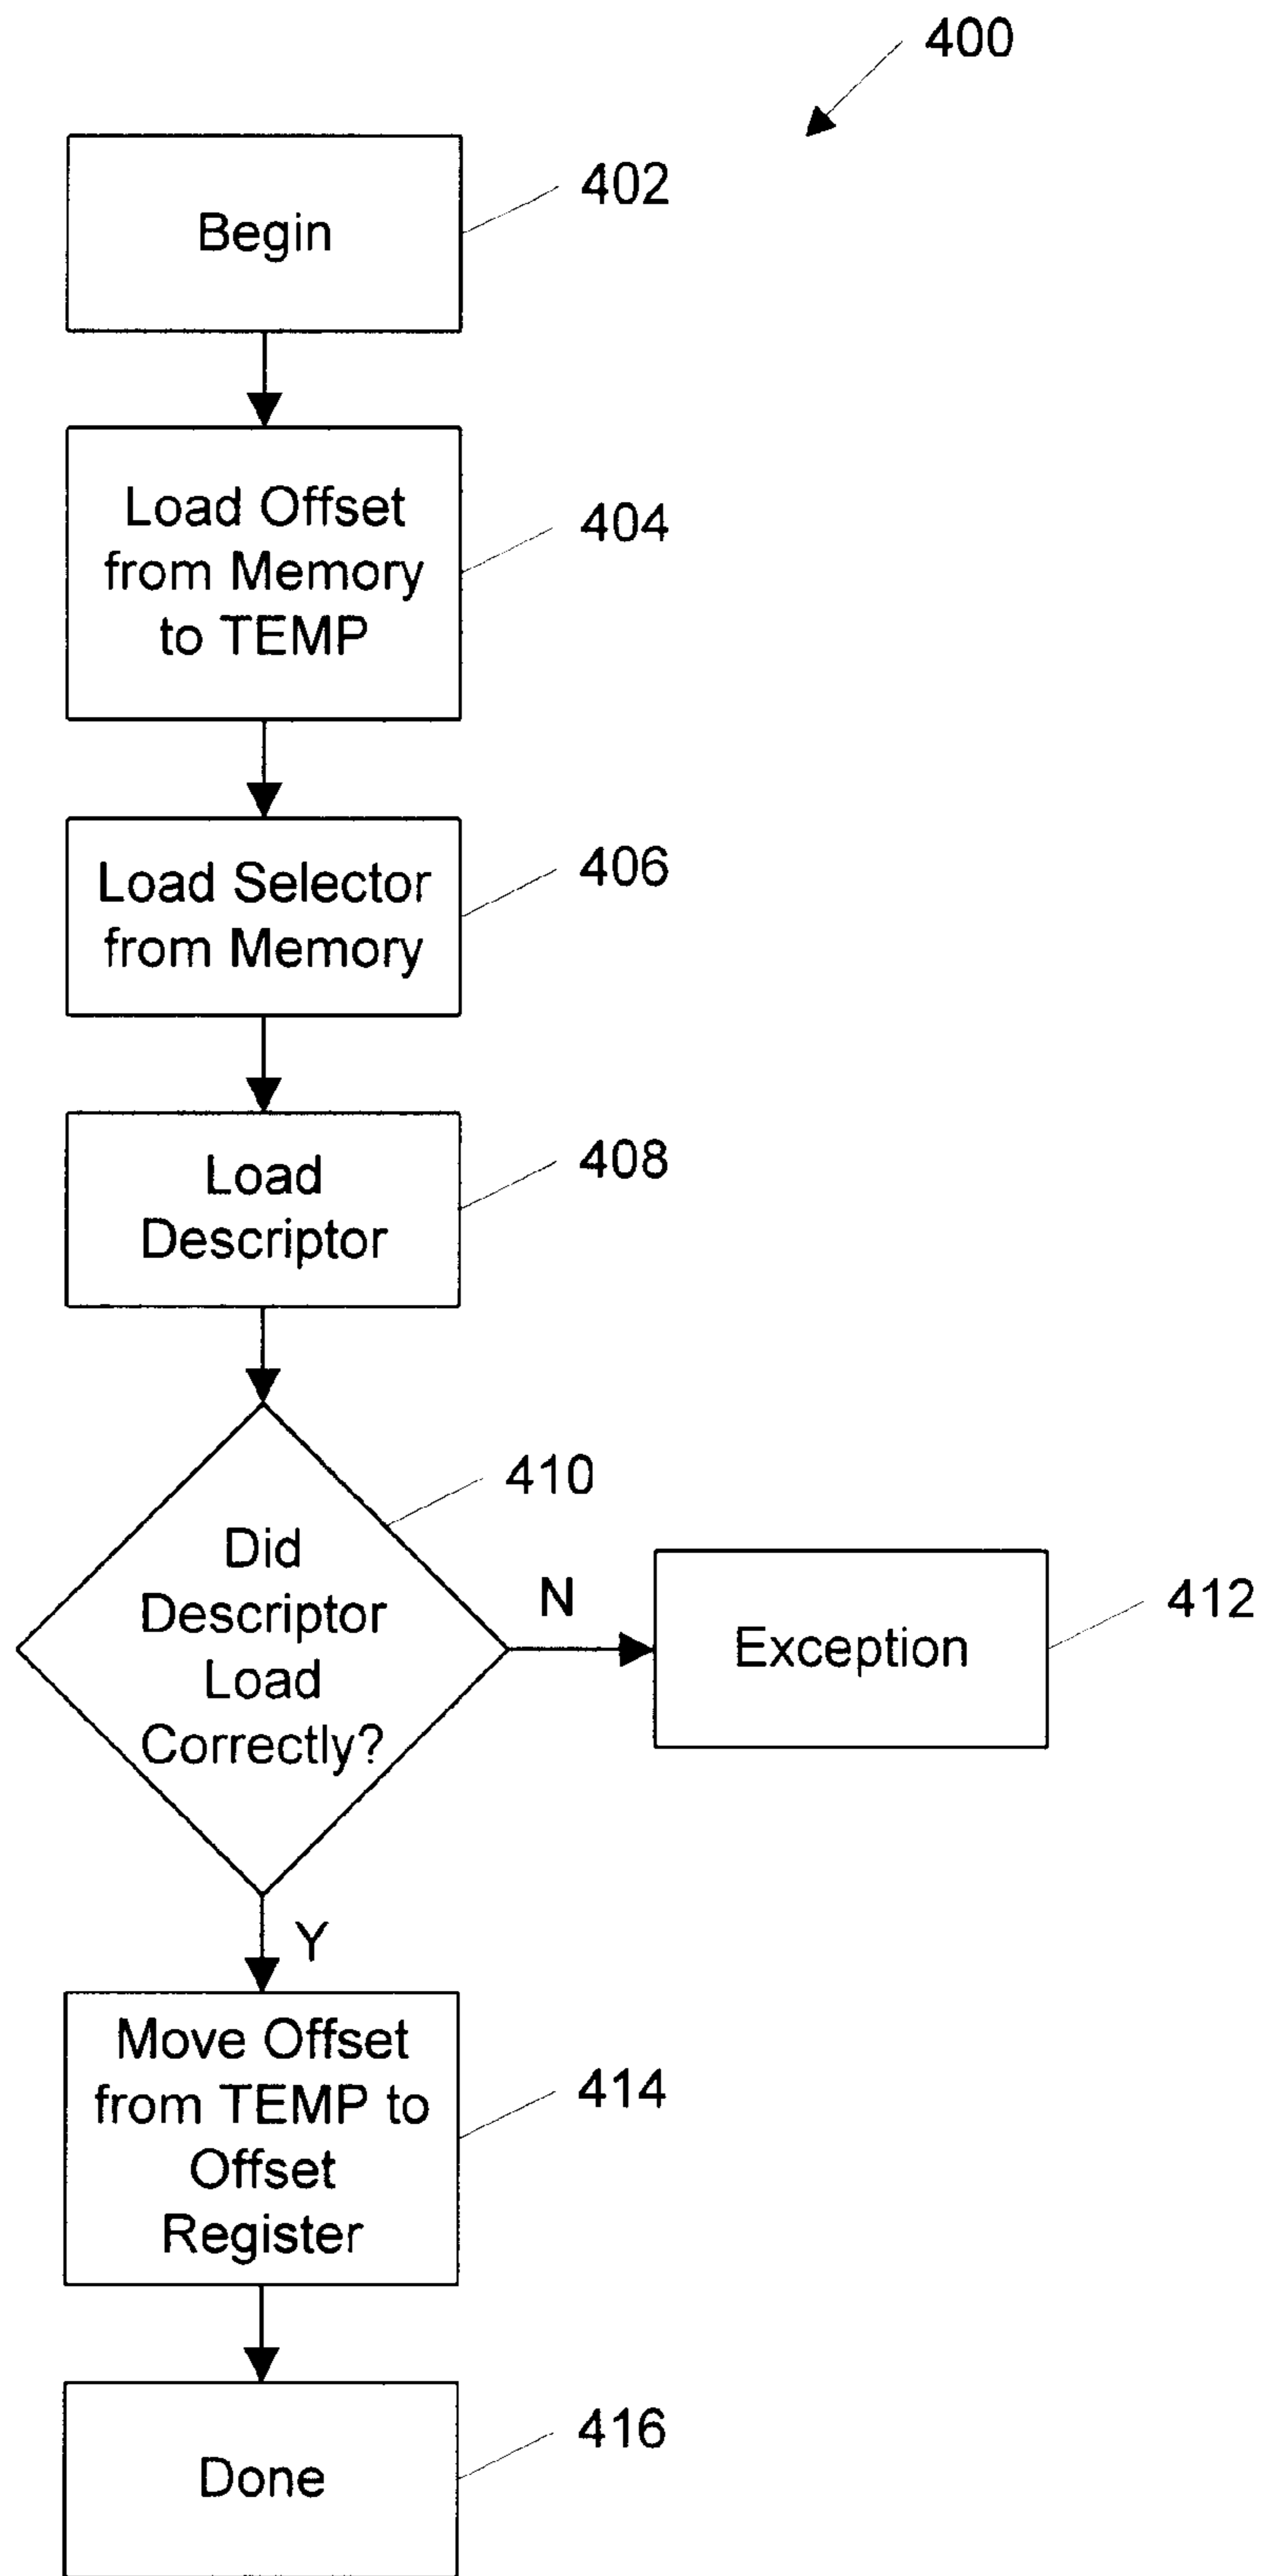 400
Begin
402
Load Offset
from Memory
to TEMP
404
Load Selector
from Memory
406
Load
Descriptor
408
Did
Descriptor
Load
Correctly?
410
N
Exception
412
Y
Move Offset
from TEMP to
Offset
Register
414
Done
416